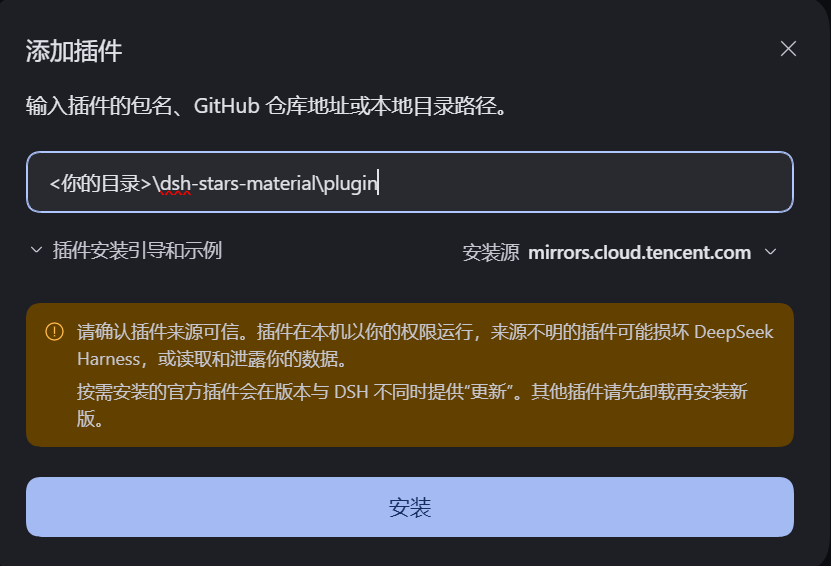 添加插件
输入插件的包名、GitHub 仓库地址或本地目录路径。
<你的目录>\dsh-stars-material\plugin
插件安装引导和示例
安装源 mirrors.cloud.tencent.com
请确认插件来源可信。插件在本机以你的权限运行，来源不明的插件可能损坏 DeepSeek
Harness，或读取和泄露你的数据。
按需安装的官方插件会在版本与 DSH 不同时提供“更新”。其他插件请先卸载再安装新
版。
安装